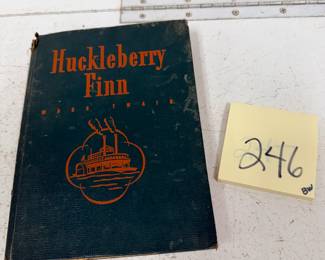 Huckleberry
Finn
MARK TWAIN
246
BW